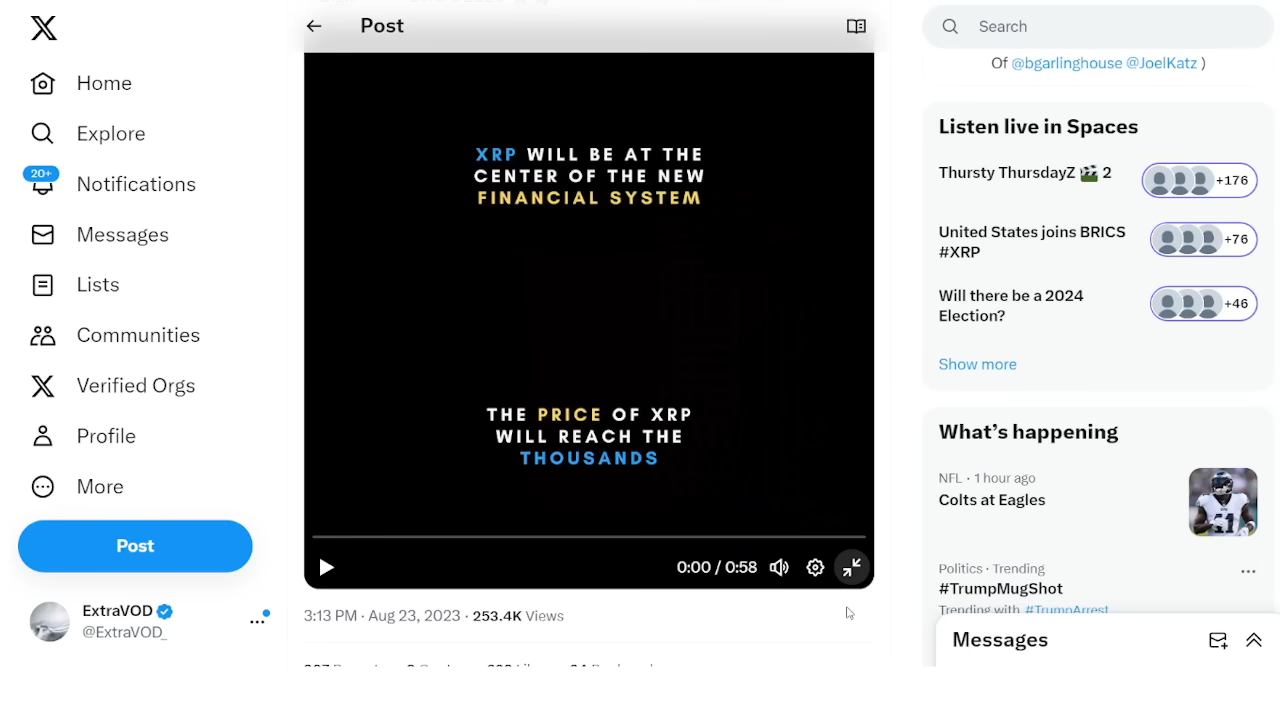 Home
Explore
20+
Notifications
Messages
Lists
Communities
Verified Orgs
Profile
More
Post
ExtraVOD
@ExtraVOD_
Post
XRP WILL BE AT THE
CENTER OF THE NEW
FINANCIAL SYSTEM
THE PRICE OF XRP
WILL REACH THE
THOUSANDS
0:00 / 0:58
3:13 PM · Aug 23, 2023 · 253.4K Views
Search
Of @bgarlinghouse @JoelKatz )
Listen live in Spaces
Thursty ThursdayZ 🎬 2
+176
United States joins BRICS
#XRP
+76
Will there be a 2024
Election?
+46
Show more
What’s happening
NFL · 1 hour ago
Colts at Eagles
Politics · Trending
#TrumpMugShot
Trending with #TrumpArrest
Messages